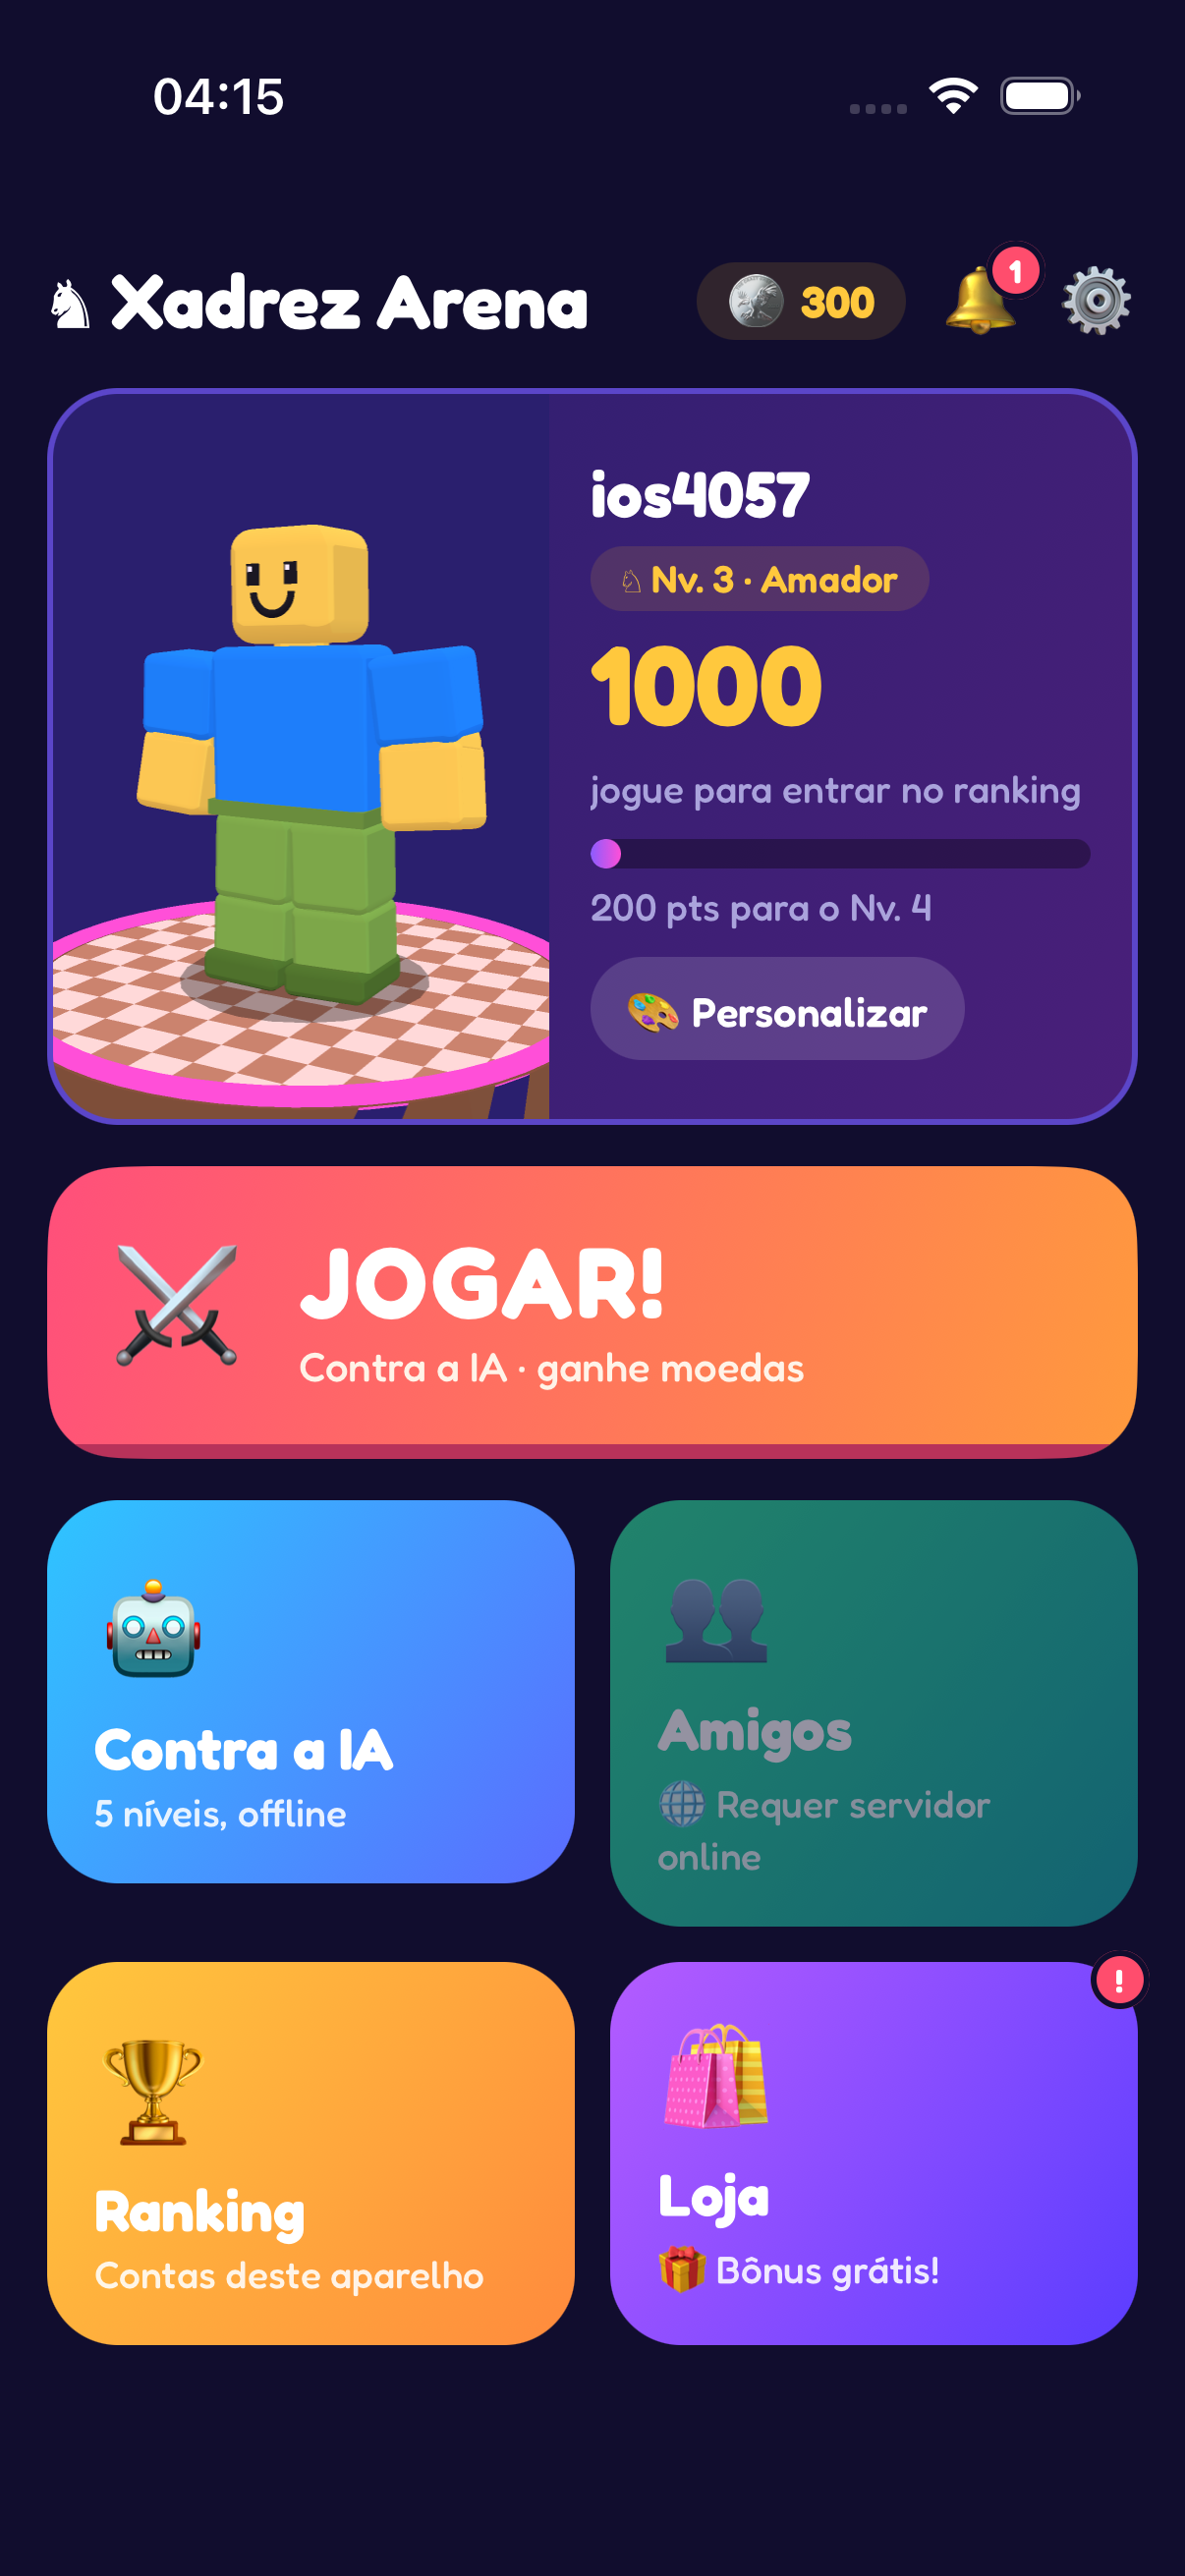 04:15
♞ Xadrez Arena
300
1
ios4057
♘ Nv. 3 · Amador
1000
jogue para entrar no ranking
200 pts para o Nv. 4
🎨 Personalizar
JOGAR!
Contra a IA · ganhe moedas
Contra a IA
5 níveis, offline
Amigos
🌐 Requer servidor
online
!
Ranking
Contas deste aparelho
Loja
🎁 Bônus grátis!